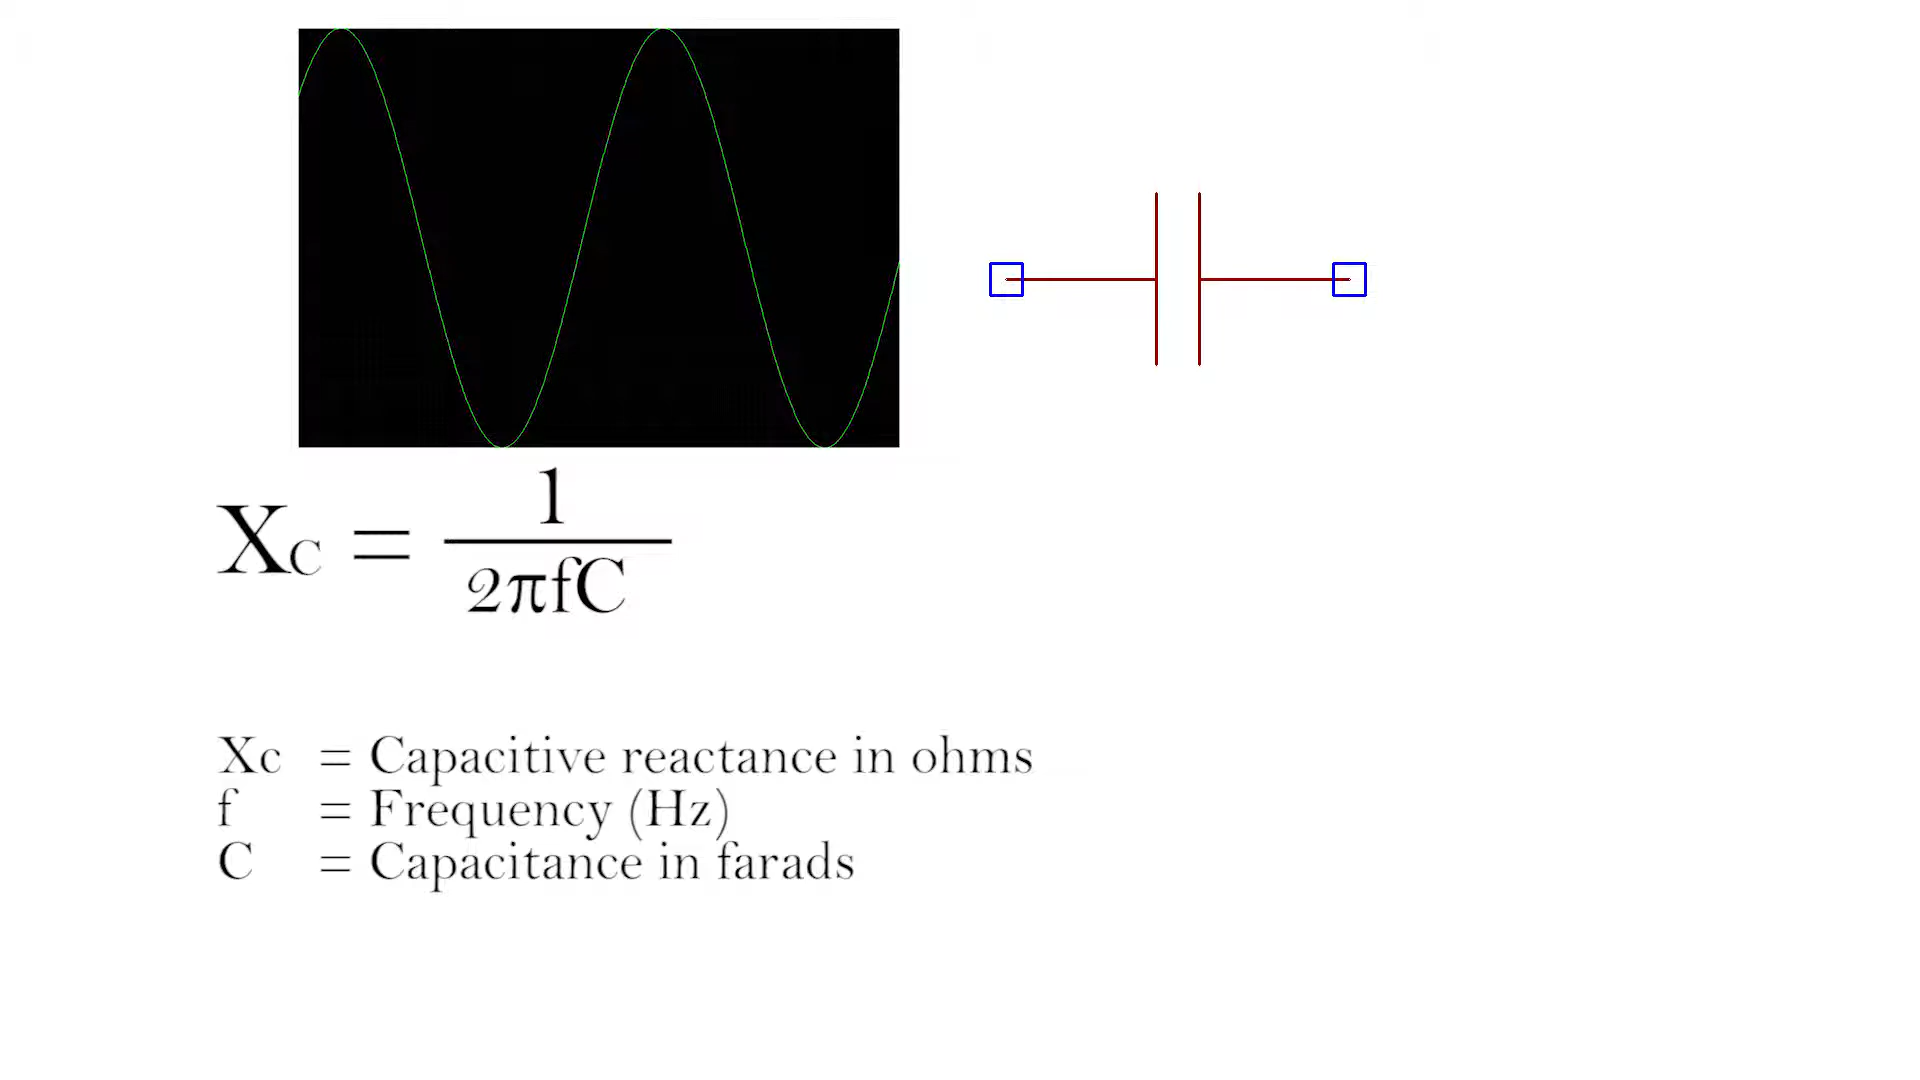 Xc = 1
2πfC
Xc = Capacitive reactance in ohms
f = Frequency (Hz)
C = Capacitance in farads